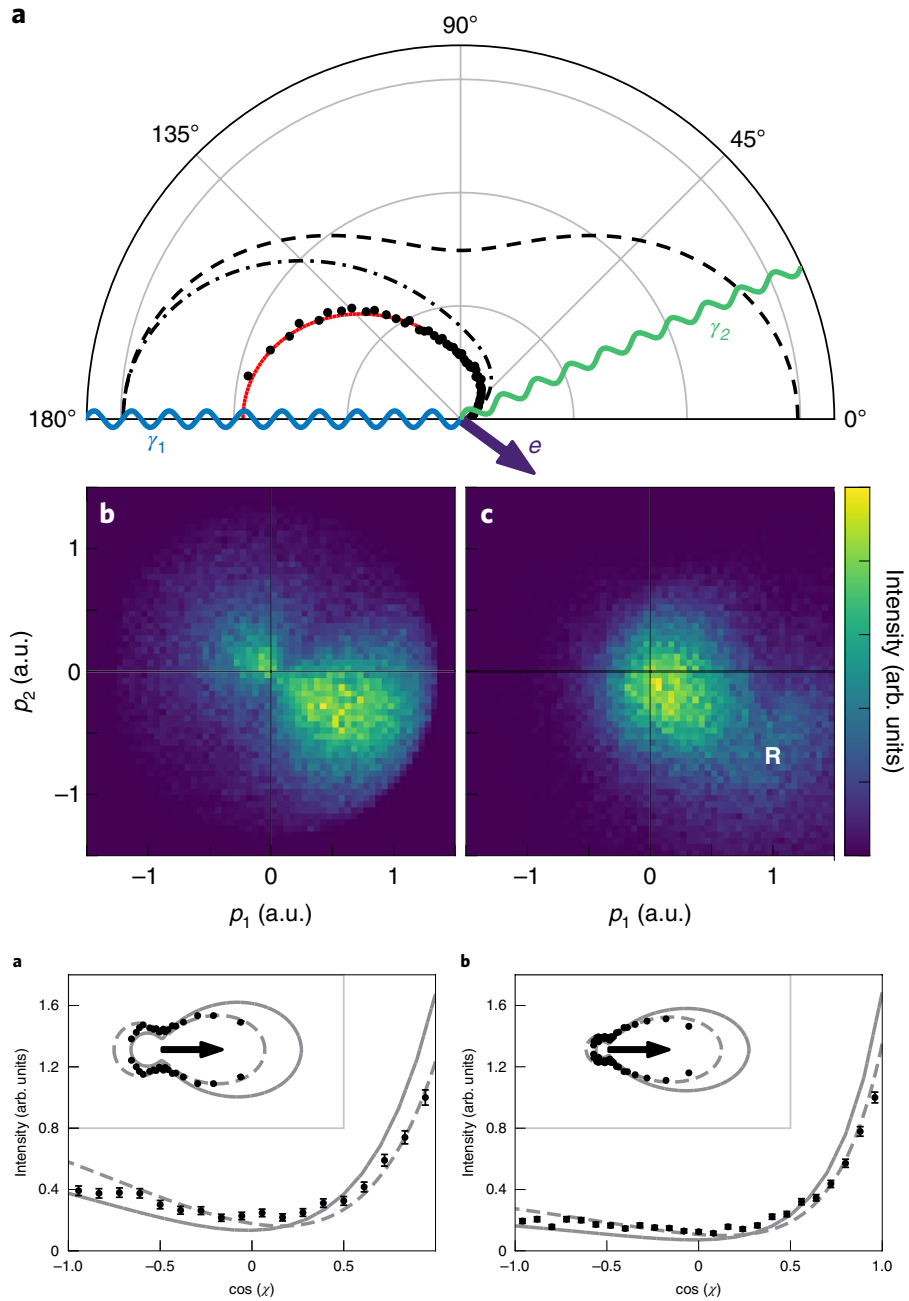 a
90°
135°
45°
γ2
180°
0°
γ1
e
b
c
1
0
−1
p2 (a.u.)
R
Intensity (arb. units)
−1
0
1
−1
0
1
p1 (a.u.)
p1 (a.u.)
a
b
1.6
1.2
0.8
0.4
0
Intensity (arb. units)
−1.0
−0.5
0
0.5
cos (χ)
1.6
1.2
0.8
0.4
0
Intensity (arb. units)
−1.0
−0.5
0
0.5
1.0
cos (χ)